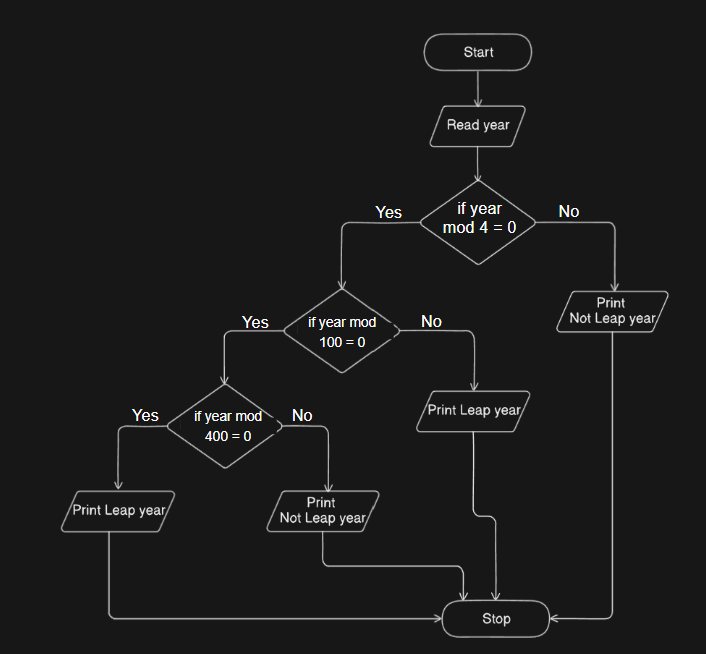 Start
Read year
if year
mod 4 = 0
Yes
No
Print
Not Leap year
if year mod
100 = 0
Yes
No
Print Leap year
if year mod
400 = 0
Yes
No
Print Leap year
Print
Not Leap year
Stop